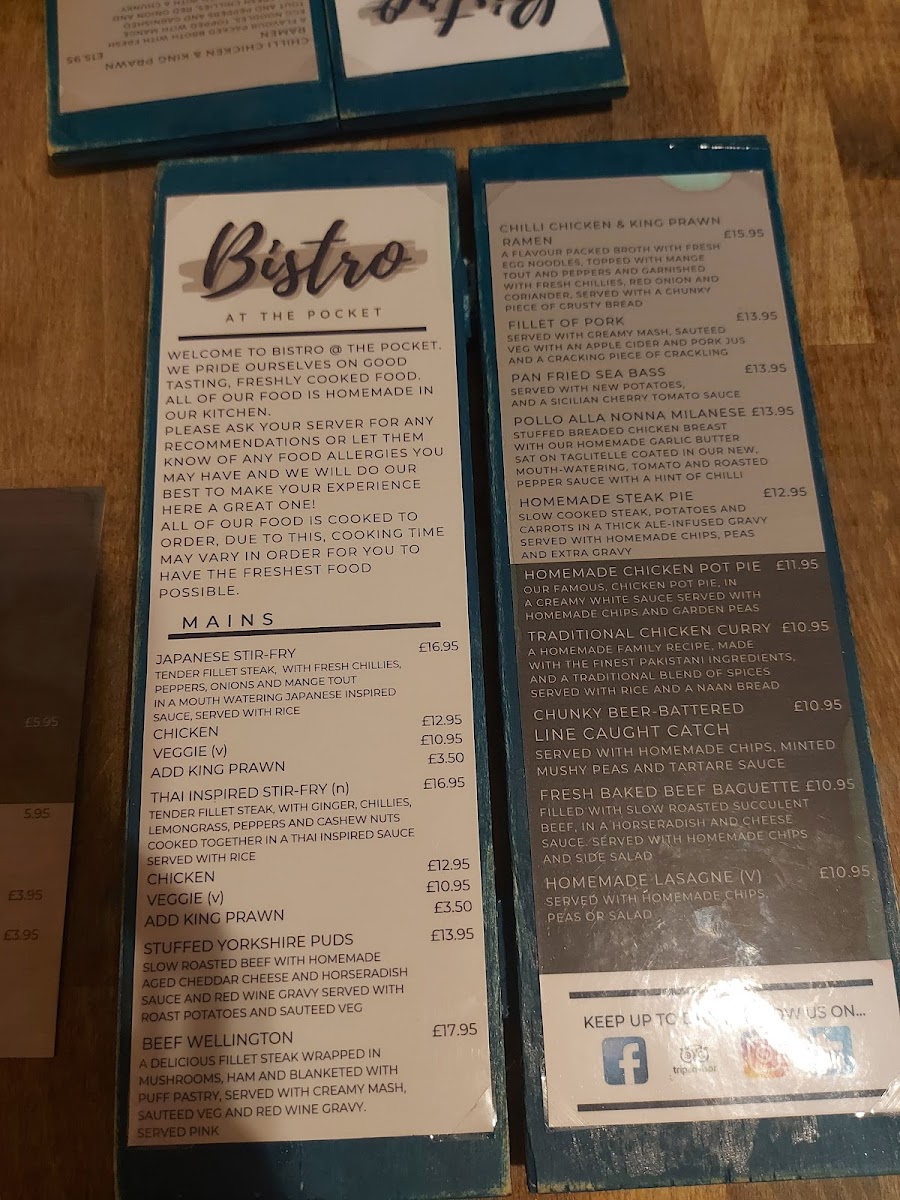 Bistro
CHILLI CHICKEN & KING PRAWN
RAMEN
£15.95
A FLAVOUR PACKED BROTH WITH FRESH
EGG NOODLES, TOPPED WITH MANGE
TOUT AND PEPPERS AND GARNISHED
Bistro
AT THE POCKET
WELCOME TO BISTRO @ THE POCKET.
WE PRIDE OURSELVES ON GOOD
TASTING, FRESHLY COOKED FOOD.
ALL OF OUR FOOD IS HOMEMADE IN
OUR KITCHEN.
PLEASE ASK YOUR SERVER FOR ANY
RECOMMENDATIONS OR LET THEM
KNOW OF ANY FOOD ALLERGIES YOU
MAY HAVE AND WE WILL DO OUR
BEST TO MAKE YOUR EXPERIENCE
HERE A GREAT ONE!
ALL OF OUR FOOD IS COOKED TO
ORDER, DUE TO THIS, COOKING TIME
MAY VARY IN ORDER FOR YOU TO
HAVE THE FRESHEST FOOD
POSSIBLE.
MAINS
JAPANESE STIR-FRY £16.95
TENDER FILLET STEAK, WITH FRESH CHILLIES,
PEPPERS, ONIONS AND MANGE TOUT
IN A MOUTH WATERING JAPANESE INSPIRED
SAUCE, SERVED WITH RICE
CHICKEN £12.95
VEGGIE (v) £10.95
ADD KING PRAWN £3.50
THAI INSPIRED STIR-FRY (n) £16.95
TENDER FILLET STEAK, WITH GINGER, CHILLIES,
LEMONGRASS, PEPPERS AND CASHEW NUTS
COOKED TOGETHER IN A THAI INSPIRED SAUCE
SERVED WITH RICE
CHICKEN £12.95
VEGGIE (v) £10.95
ADD KING PRAWN £3.50
STUFFED YORKSHIRE PUDS £13.95
SLOW ROASTED BEEF WITH HOMEMADE
AGED CHEDDAR CHEESE AND HORSERADISH
SAUCE AND RED WINE GRAVY SERVED WITH
ROAST POTATOES AND SAUTEED VEG
BEEF WELLINGTON £17.95
A DELICIOUS FILLET STEAK WRAPPED IN
MUSHROOMS, HAM AND BLANKETED WITH
PUFF PASTRY, SERVED WITH CREAMY MASH,
SAUTEED VEG AND RED WINE GRAVY.
SERVED PINK
CHILLI CHICKEN & KING PRAWN
RAMEN £15.95
A FLAVOUR PACKED BROTH WITH FRESH
EGG NOODLES, TOPPED WITH MANGE
TOUT AND PEPPERS AND GARNISHED
WITH FRESH CHILLIES, RED ONION AND
CORIANDER, SERVED WITH A CHUNKY
PIECE OF CRUSTY BREAD
FILLET OF PORK £13.95
SERVED WITH CREAMY MASH, SAUTEED
VEG WITH AN APPLE CIDER AND PORK JUS
AND A CRACKING PIECE OF CRACKLING
PAN FRIED SEA BASS £13.95
SERVED WITH NEW POTATOES,
AND A SICILIAN CHERRY TOMATO SAUCE
POLLO ALLA NONNA MILANESE £13.95
STUFFED BREADED CHICKEN BREAST
WITH OUR HOMEMADE GARLIC BUTTER
SAT ON TAGLITELLE COATED IN OUR NEW,
MOUTH-WATERING, TOMATO AND ROASTED
PEPPER SAUCE WITH A HINT OF CHILLI
HOMEMADE STEAK PIE £12.95
SLOW COOKED STEAK, POTATOES AND
CARROTS IN A THICK ALE-INFUSED GRAVY
SERVED WITH HOMEMADE CHIPS, PEAS
AND EXTRA GRAVY
HOMEMADE CHICKEN POT PIE £11.95
OUR FAMOUS, CHICKEN POT PIE, IN
A CREAMY WHITE SAUCE SERVED WITH
HOMEMADE CHIPS AND GARDEN PEAS
TRADITIONAL CHICKEN CURRY £10.95
A HOMEMADE FAMILY RECIPE, MADE
WITH THE FINEST PAKISTANI INGREDIENTS,
AND A TRADITIONAL BLEND OF SPICES
SERVED WITH RICE AND A NAAN BREAD
CHUNKY BEER-BATTERED £10.95
LINE CAUGHT CATCH
SERVED WITH HOMEMADE CHIPS, MINTED
MUSHY PEAS AND TARTARE SAUCE
FRESH BAKED BEEF BAGUETTE £10.95
FILLED WITH SLOW ROASTED SUCCULENT
BEEF, IN A HORSERADISH AND CHEESE
SAUCE. SERVED WITH HOMEMADE CHIPS
AND SIDE SALAD
HOMEMADE LASAGNE (V) £10.95
SERVED WITH HOMEMADE CHIPS,
PEAS OR SALAD
KEEP UP TO US ON...
£5.95
5.95
£3.95
£3.95